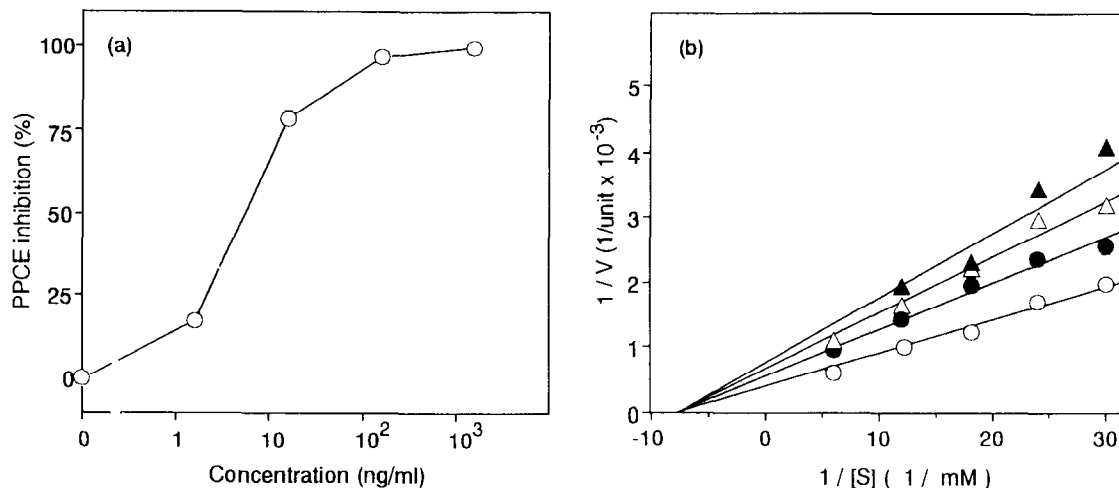 (a)
100
75
50
25
0
PPCE inhibition (%)
0 1 10 10² 10³
Concentration (ng/ml)
(b)
5
4
3
2
1
0
1 / V (1/unit x 10⁻³)
-10 0 10 20 30
1 / [S] ( 1 / mM )